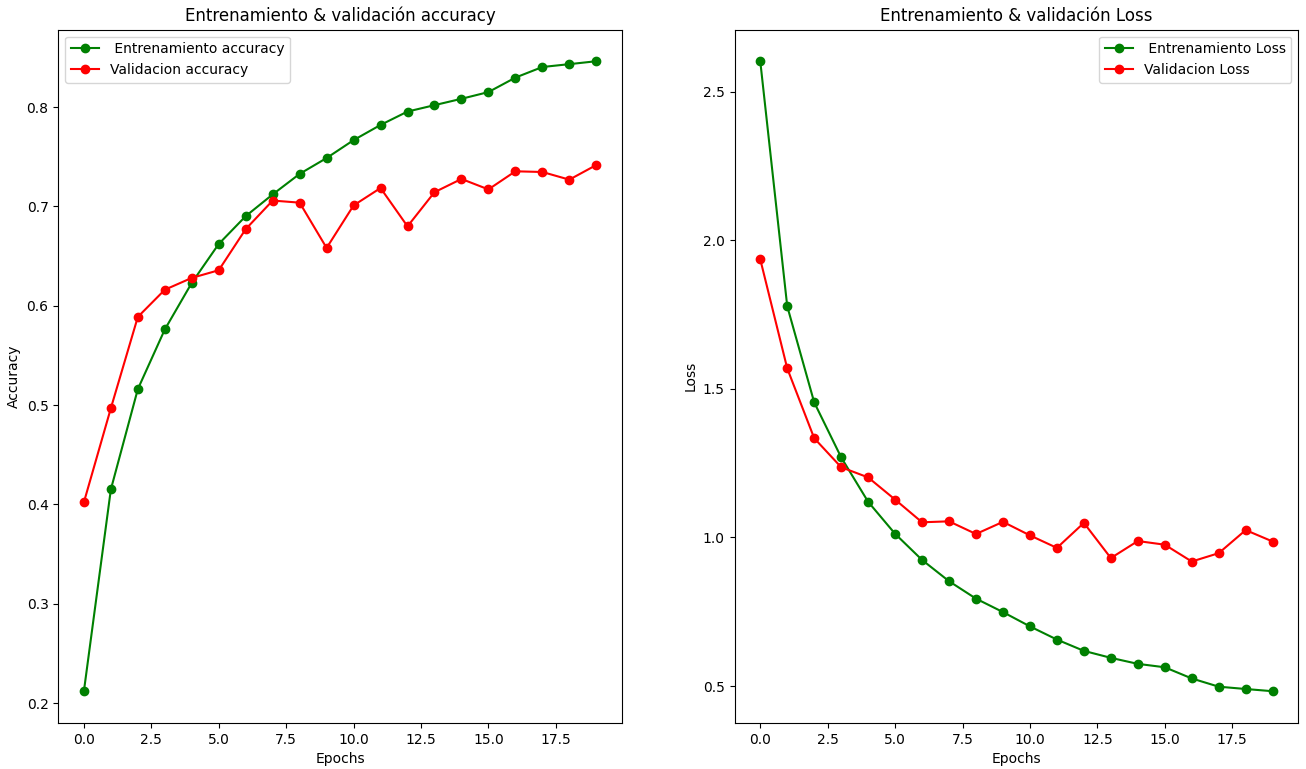 Entrenamiento & validación accuracy
Entrenamiento accuracy
Validacion accuracy
0.8
0.7
0.6
0.5
0.4
0.3
0.2
Accuracy
0.0 2.5 5.0 7.5 10.0 12.5 15.0 17.5
Epochs
Entrenamiento & validación Loss
Entrenamiento Loss
Validacion Loss
2.5
2.0
1.5
1.0
0.5
Loss
0.0 2.5 5.0 7.5 10.0 12.5 15.0 17.5
Epochs